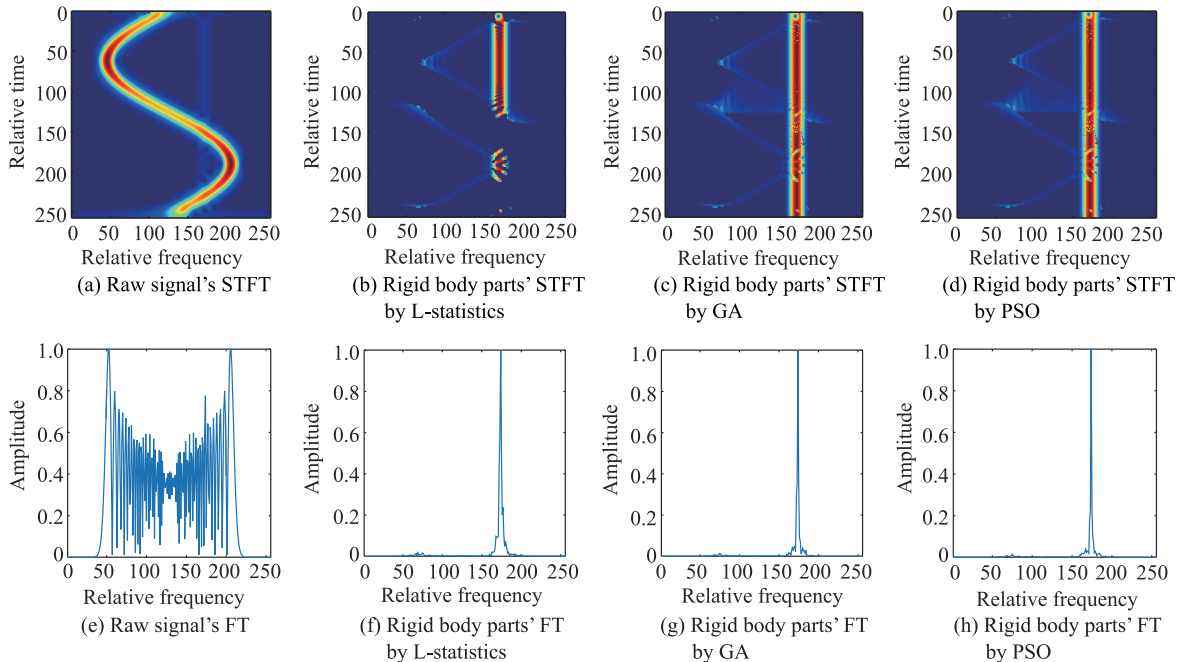 0
50
100
150
200
250
Relative time
0 50 100 150 200 250
Relative frequency
(a) Raw signal's STFT
0
50
100
150
200
250
Relative time
0 50 100 150 200 250
Relative frequency
(b) Rigid body parts' STFT
by L-statistics
0
50
100
150
200
250
Relative time
0 50 100 150 200 250
Relative frequency
(c) Rigid body parts' STFT
by GA
0
50
100
150
200
250
Relative time
0 50 100 150 200 250
Relative frequency
(d) Rigid body parts' STFT
by PSO
1.0
0.8
0.6
0.4
0.2
0
Amplitude
0 50 100 150 200 250
Relative frequency
(e) Raw signal's FT
1.0
0.8
0.6
0.4
0.2
0
Amplitude
0 50 100 150 200 250
Relative frequency
(f) Rigid body parts' FT
by L-statistics
1.0
0.8
0.6
0.4
0.2
0
Amplitude
0 50 100 150 200 250
Relative frequency
(g) Rigid body parts' FT
by GA
1.0
0.8
0.6
0.4
0.2
0
Amplitude
0 50 100 150 200 250
Relative frequency
(h) Rigid body parts' FT
by PSO